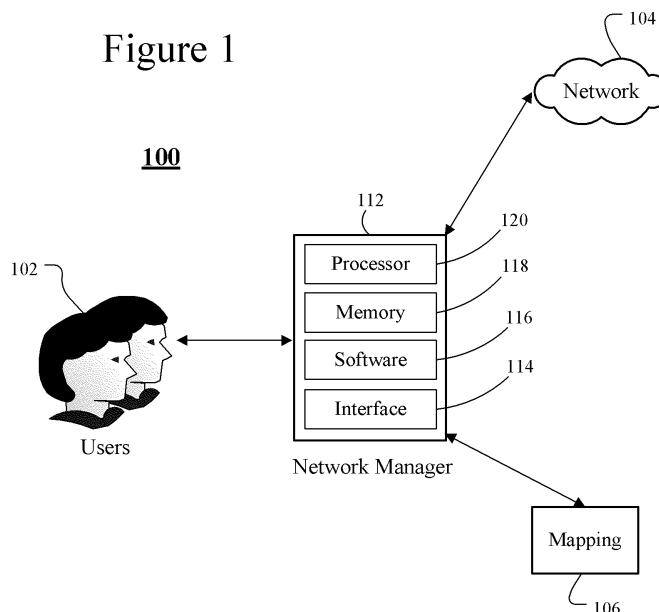 Figure 1
104
Network
100
112
120
Processor
118
Memory
102
116
Software
114
Interface
Users
Network Manager
Mapping
106